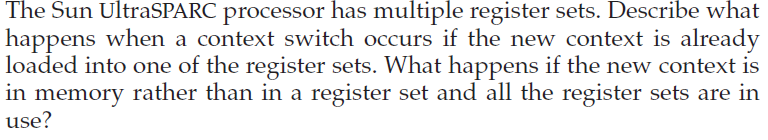 The Sun UltraSPARC processor has multiple register sets. Describe what
happens when a context switch occurs if the new context is already
loaded into one of the register sets. What happens if the new context is
in memory rather than in a register set and all the register sets are in
use?